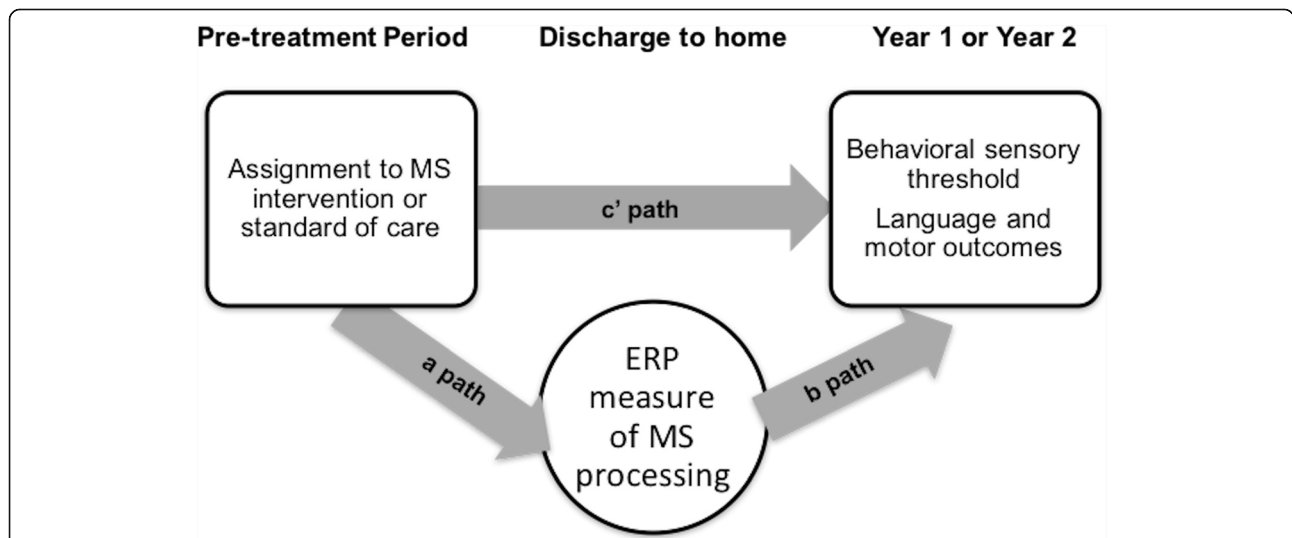 Pre-treatment Period Discharge to home Year 1 or Year 2
Assignment to MS
intervention or
standard of care
c' path
Behavioral sensory
threshold
Language and
motor outcomes
a path
ERP
measure
of MS
processing
b path